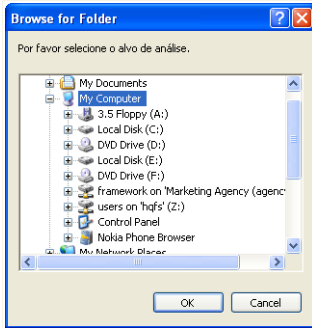 Browse for Folder
Por favor selecione o alvo de análise.
My Documents
My Computer
3.5 Floppy (A:)
Local Disk (C:)
DVD Drive (D:)
Local Disk (E:)
DVD Drive (F:)
framework on 'Marketing Agency (agenc
users on 'hqfs' (Z:)
Control Panel
Nokia Phone Browser
My Network Places
OK
Cancel